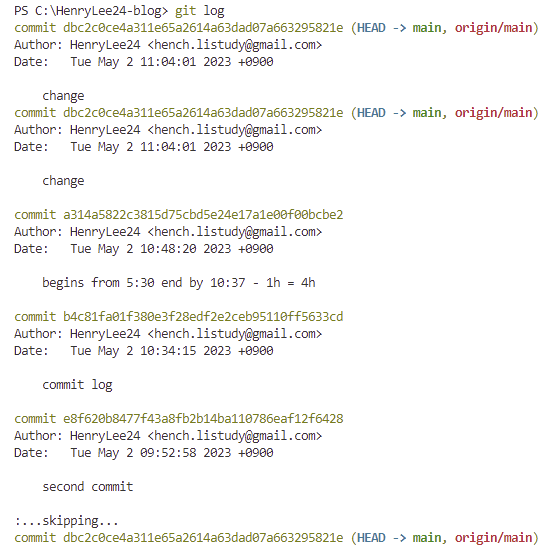 PS C:\HenryLee24-blog> git log
commit dbc2c0ce4a311e65a2614a63dad07a663295821e (HEAD -> main, origin/main)
Author: HenryLee24 <hench.listudy@gmail.com>
Date:   Tue May 2 11:04:01 2023 +0900
change
commit dbc2c0ce4a311e65a2614a63dad07a663295821e (HEAD -> main, origin/main)
Author: HenryLee24 <hench.listudy@gmail.com>
Date:   Tue May 2 11:04:01 2023 +0900
change
commit a314a5822c3815d75cbd5e24e17a1e00f00bcbe2
Author: HenryLee24 <hench.listudy@gmail.com>
Date:   Tue May 2 10:48:20 2023 +0900
begins from 5:30 end by 10:37 - 1h = 4h
commit b4c81fa01f380e3f28edf2e2ceb95110ff5633cd
Author: HenryLee24 <hench.listudy@gmail.com>
Date:   Tue May 2 10:34:15 2023 +0900
commit log
commit e8f620b8477f43a8fb2b14ba110786eaf12f6428
Author: HenryLee24 <hench.listudy@gmail.com>
Date:   Tue May 2 09:52:58 2023 +0900
second commit
:...skipping...
commit dbc2c0ce4a311e65a2614a63dad07a663295821e (HEAD -> main, origin/main)